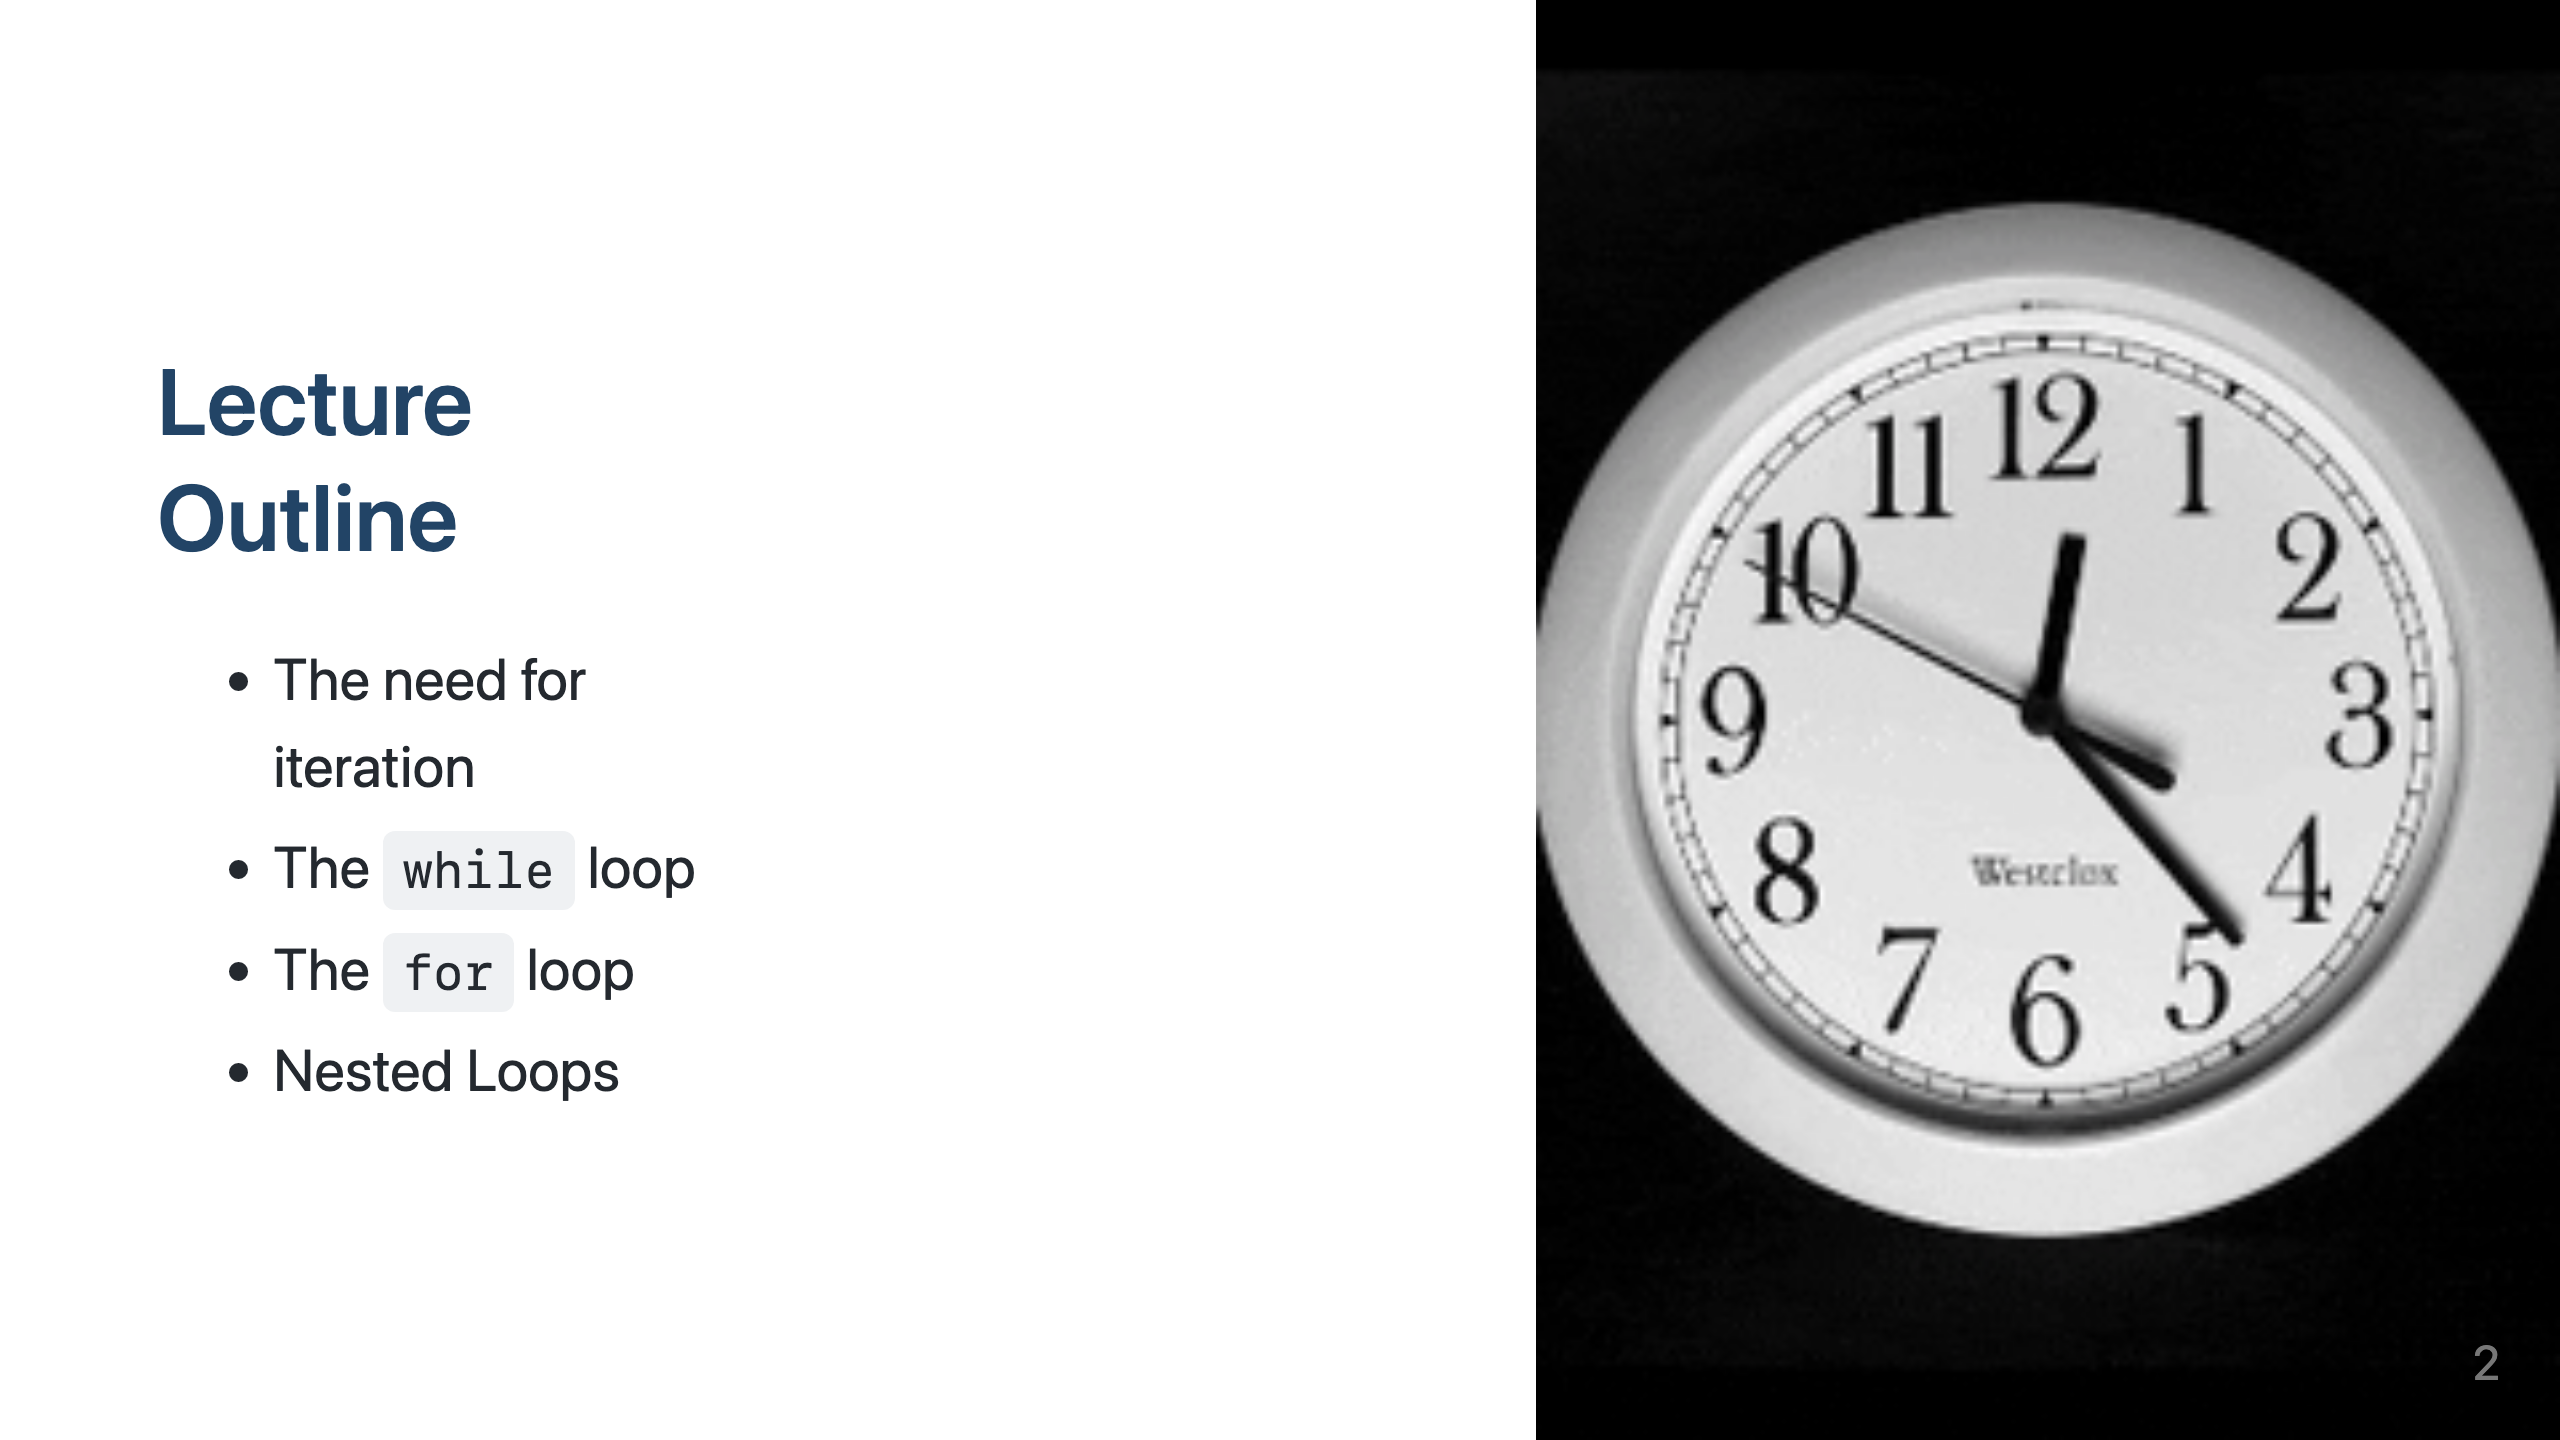 Lecture
Outline
The need for
iteration
The while loop
The for loop
Nested Loops
12
1
2
3
4
5
6
7
8
9
10
11
Westclox
2